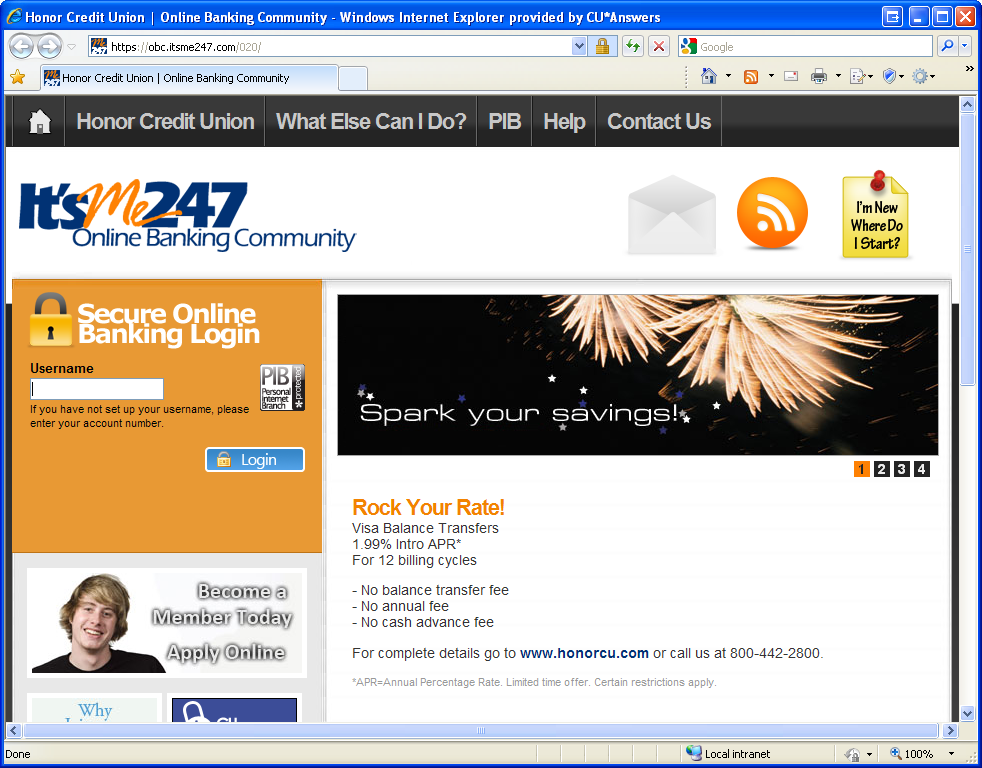 Honor Credit Union | Online Banking Community - Windows Internet Explorer provided by CU*Answers
https://obc.itsme247.com/020/
Google
Honor Credit Union | Online Banking Community
Honor Credit Union
What Else Can I Do?
PIB
Help
Contact Us
It'sMe247
Online Banking Community
I'm New
Where Do
I Start?
Secure Online
Banking Login
Username
PIB
Personal
Internet
Branch
*protected
If you have not set up your username, please
enter your account number.
Login
Spark your savings!
1 2 3 4
Rock Your Rate!
Visa Balance Transfers
1.99% Intro APR*
For 12 billing cycles
- No balance transfer fee
- No annual fee
- No cash advance fee
For complete details go to www.honorcu.com or call us at 800-442-2800.
*APR=Annual Percentage Rate. Limited time offer. Certain restrictions apply.
Become a
Member Today
Apply Online
Why
Done
Local intranet
100%